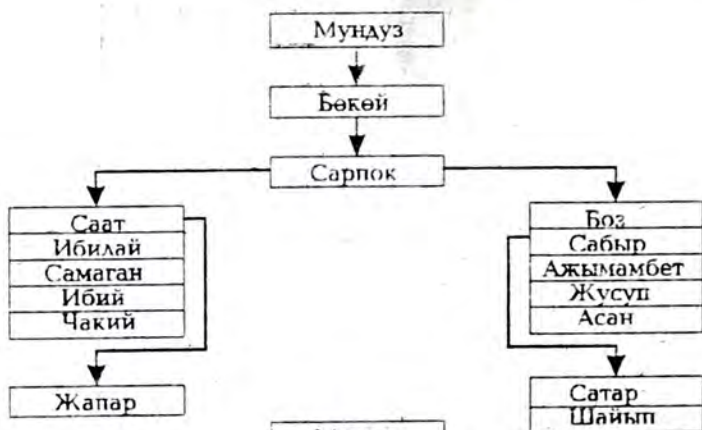 Мундуз
Бөкөй
Сарпок
Саат
Ибилай
Самаган
Ибий
Чакий
Жапар
Боз
Сабыр
Ажымамбет
Жусуп
Асан
Сатар
Шайып